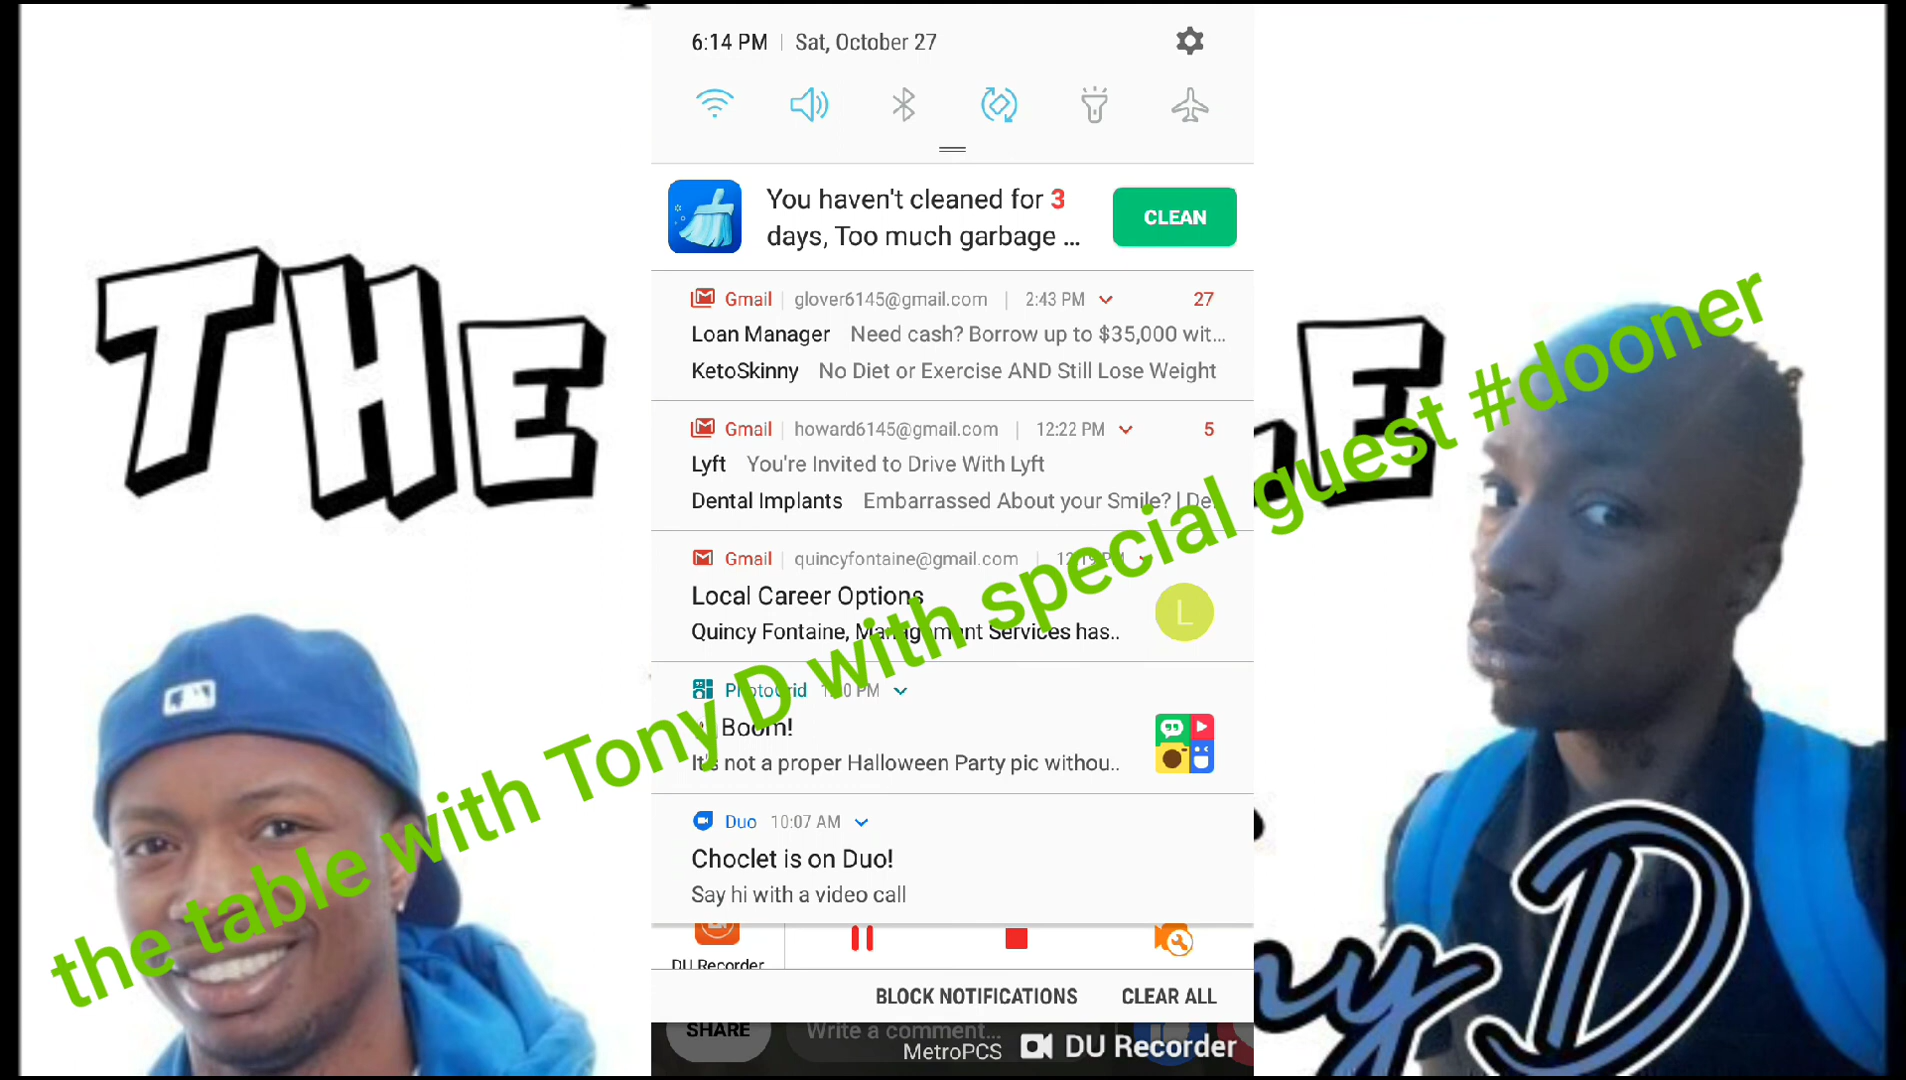 THE
6:14 PM | Sat, October 27
You haven't cleaned for 3
days, Too much garbage ...
CLEAN
Gmail | glover6145@gmail.com | 2:43 PM 27
Loan Manager Need cash? Borrow up to $35,000 wit...
KetoSkinny No Diet or Exercise AND Still Lose Weight
Gmail | howard6145@gmail.com | 12:22 PM 5
Lyft You're Invited to Drive With Lyft
Dental Implants Embarrassed About your Smile? | De
Gmail | quincyfontaine@gmail.com
Local Career Options
L
Quincy Fontaine, Management Services has..
PhotoGrid
Boom!
It's not a proper Halloween Party pic withou..
Duo 10:07 AM
Choclet is on Duo!
Say hi with a video call
DU Recorder
BLOCK NOTIFICATIONS CLEAR ALL
SHARE Write a comment...
MetroPCS DU Recorder
the table with Tony D with special guest #dooner
E
ny D